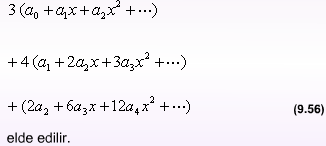 3 (a₀ + a₁x + a₂x² + ⋯)
+ 4 (a₁ + 2a₂x + 3a₃x² + ⋯)
+ (2a₂ + 6a₃x + 12a₄x² + ⋯) (9.56)
elde edilir.